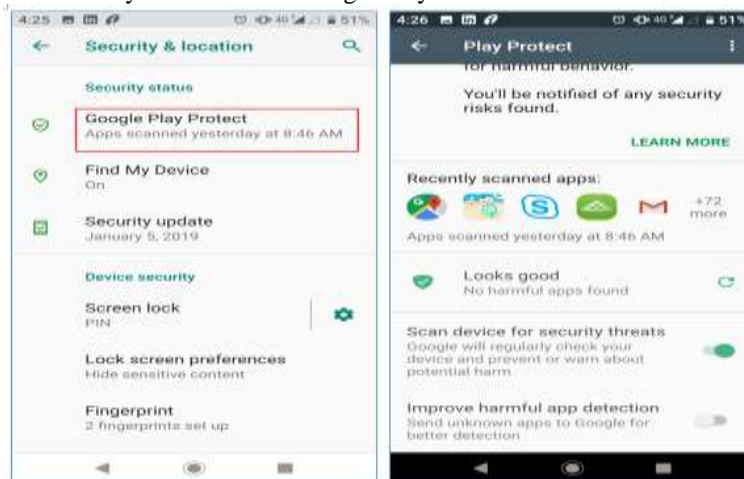 4:25
51%
Security & location
Security status
Google Play Protect
Apps scanned yesterday at 8:46 AM
Find My Device
On
Security update
January 5, 2019
Device security
Screen lock
PIN
Lock screen preferences
Hide sensitive content
Fingerprint
2 fingerprints set up
4:26
51%
Play Protect
for harmful behavior.
You'll be notified of any security
risks found.
LEARN MORE
Recently scanned apps:
+72
more
Apps scanned yesterday at 8:46 AM
Looks good
No harmful apps found
Scan device for security threats
Google will regularly check your
device and prevent or warn about
potential harm
Improve harmful app detection
Send unknown apps to Google for
better detection